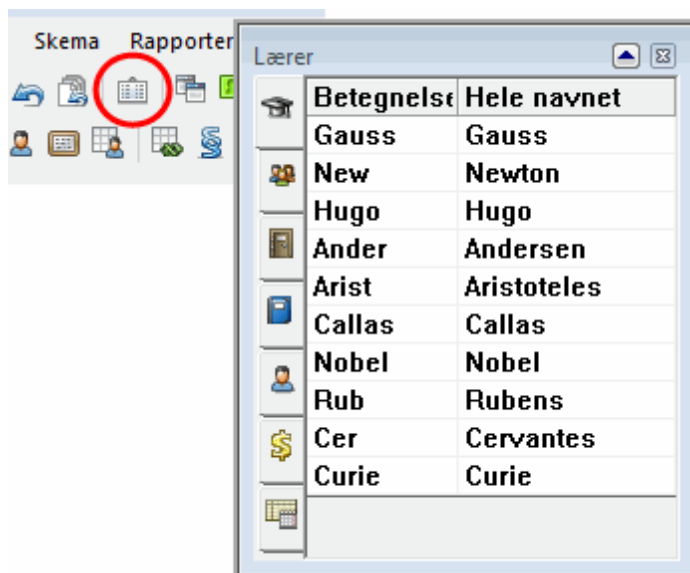 Skema Rapporter
Lærer
Betegnelse Hele navnet
Gauss Gauss
New Newton
Hugo Hugo
Ander Andersen
Arist Aristoteles
Callas Callas
Nobel Nobel
Rub Rubens
Cer Cervantes
Curie Curie